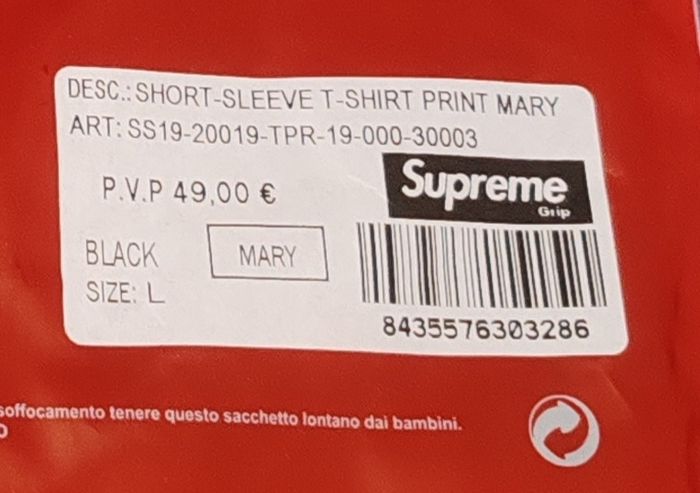 DESC.: SHORT-SLEEVE T-SHIRT PRINT MARY
ART: SS19-20019-TPR-19-000-30003
P.V.P 49,00 €
Supreme
Grip
BLACK
MARY
SIZE: L
8435576303286
soffocamento tenere questo sacchetto lontano dai bambini.